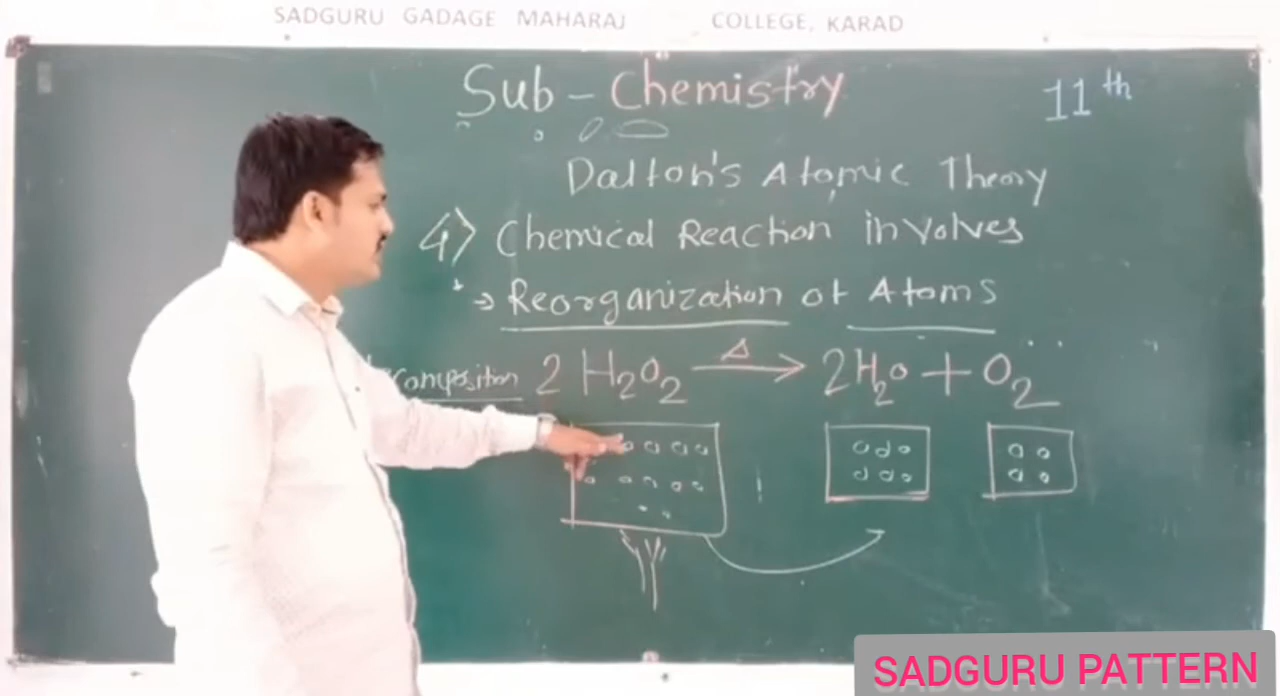 SADGURU GADAGE MAHARAJ COLLEGE, KARAD
Sub - Chemistry
11th
Dalton's Atomic Theory
4) Chemical Reaction involves
→ Reorganization of Atoms
2 H2O2 —Δ→ 2H2O + O2
SADGURU PATTERN